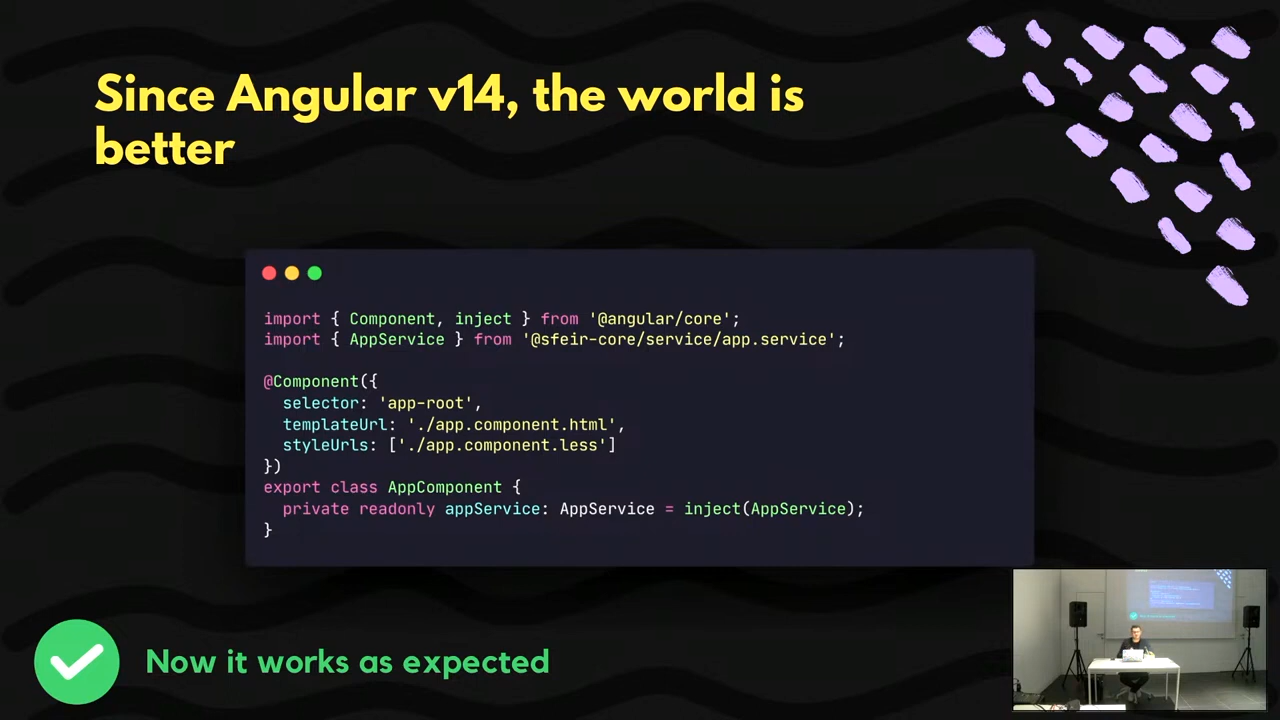 Since Angular v14, the world is
better
import { Component, inject } from '@angular/core';
import { AppService } from '@sfeir-core/service/app.service';
@Component({
  selector: 'app-root',
  templateUrl: './app.component.html',
  styleUrls: ['./app.component.less']
})
export class AppComponent {
  private readonly appService: AppService = inject(AppService);
}
Now it works as expected